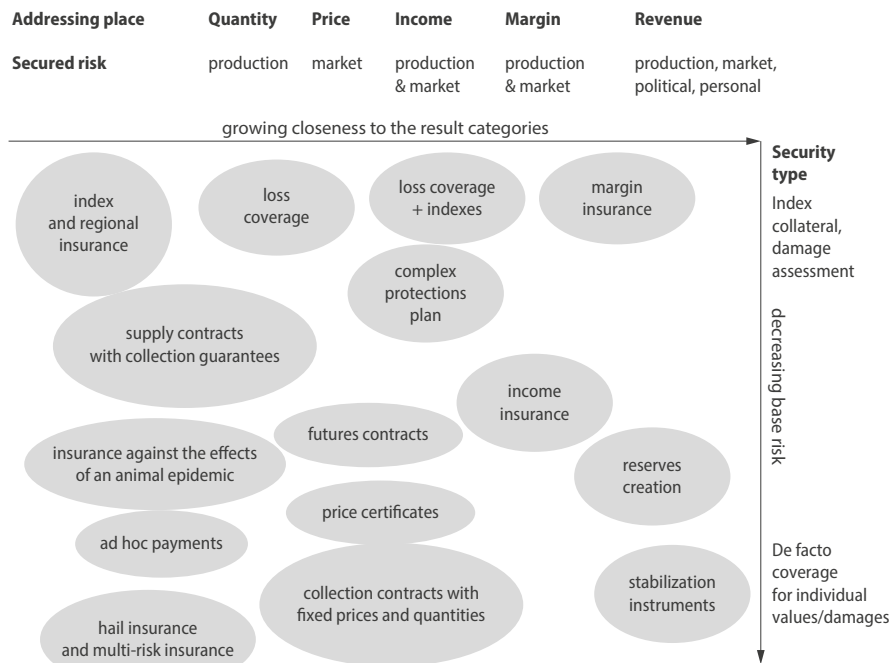 Addressing place Quantity Price Income Margin Revenue
Secured risk production market production production production, market,
& market & market political, personal
growing closeness to the result categories
Security
type
Index
collateral,
damage
assessment
index
and regional
insurance
loss
coverage
loss coverage
+ indexes
margin
insurance
complex
protections
plan
supply contracts
with collection guarantees
decreasing base risk
income
insurance
futures contracts
insurance against the effects
of an animal epidemic
reserves
creation
price certificates
ad hoc payments
De facto
coverage
for individual
values/damages
collection contracts with
fixed prices and quantities
stabilization
instruments
hail insurance
and multi-risk insurance